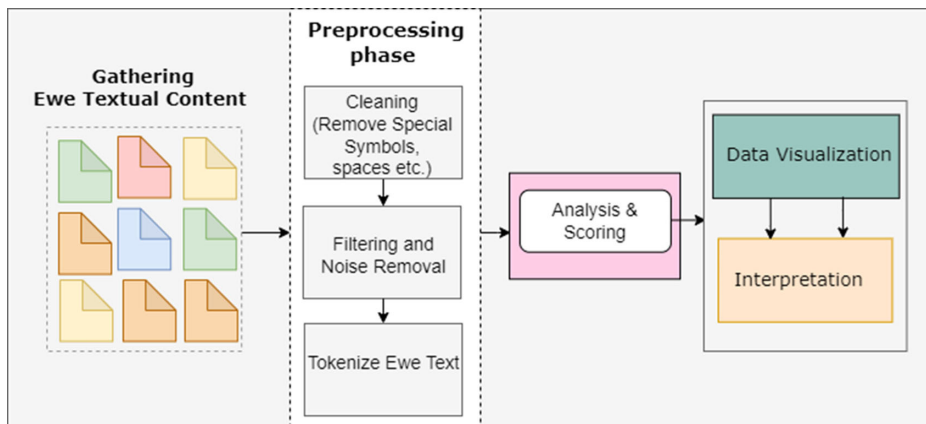 Gathering
Ewe Textual Content
Preprocessing
phase
Cleaning
(Remove Special
Symbols,
spaces etc.)
Filtering and
Noise Removal
Tokenize Ewe Text
Analysis &
Scoring
Data Visualization
Interpretation